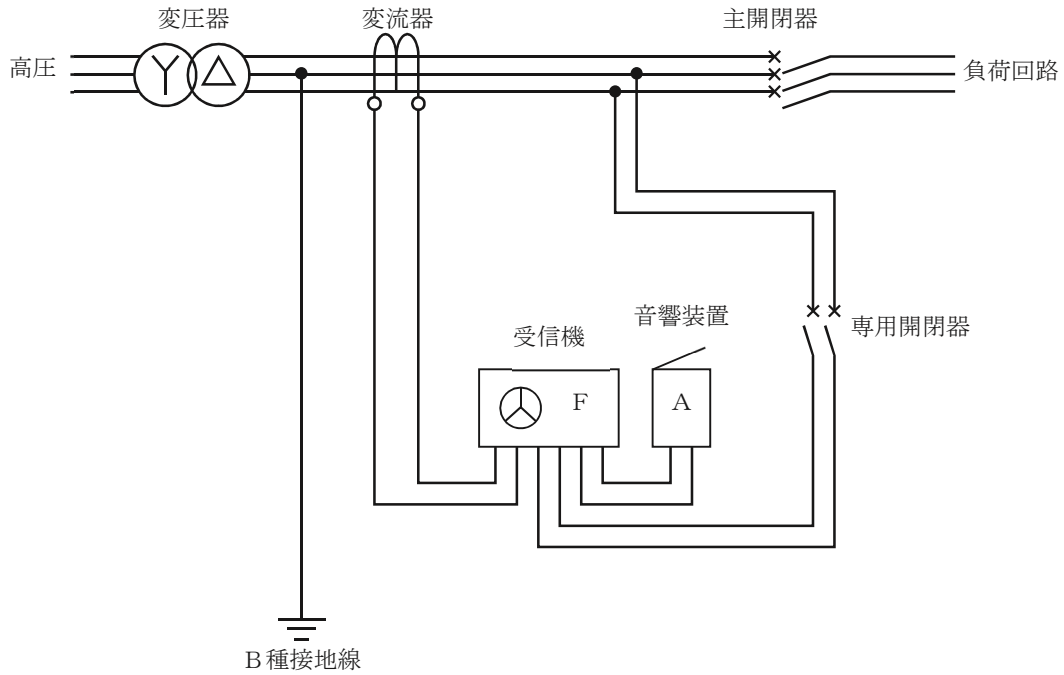 変圧器
変流器
主開閉器
高圧
負荷回路
専用開閉器
音響装置
受信機
F
A
B種接地線